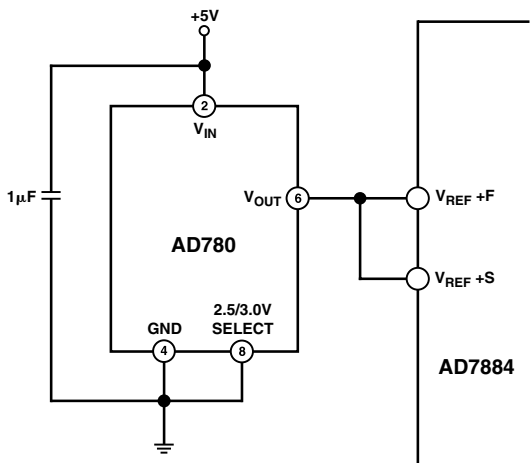 +5V
2
V_IN
1μF
V_OUT
6
V_REF +F
AD780
V_REF +S
2.5/3.0V
GND
SELECT
4
8
AD7884